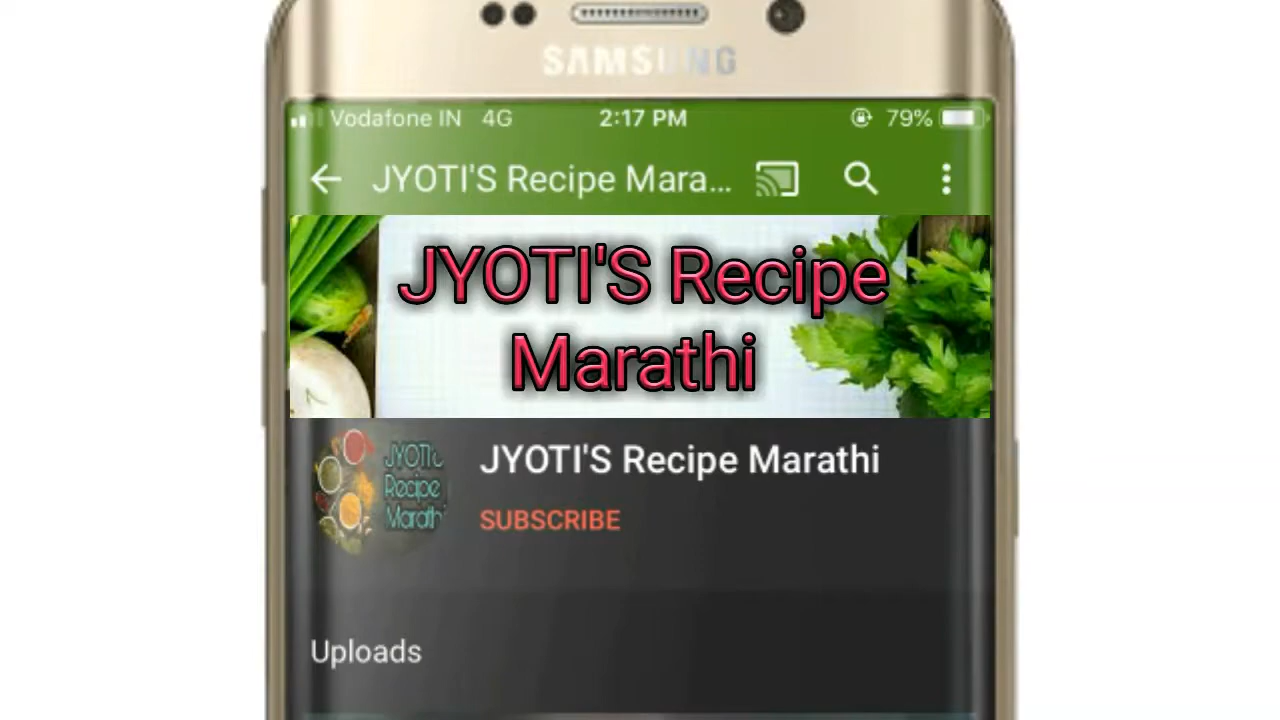 SAMSUNG
Vodafone IN 4G 2:17 PM 79%
JYOTI'S Recipe Mara...
JYOTI'S Recipe
Marathi
JYOTI'S Recipe Marathi
Recipe
SUBSCRIBE
Uploads